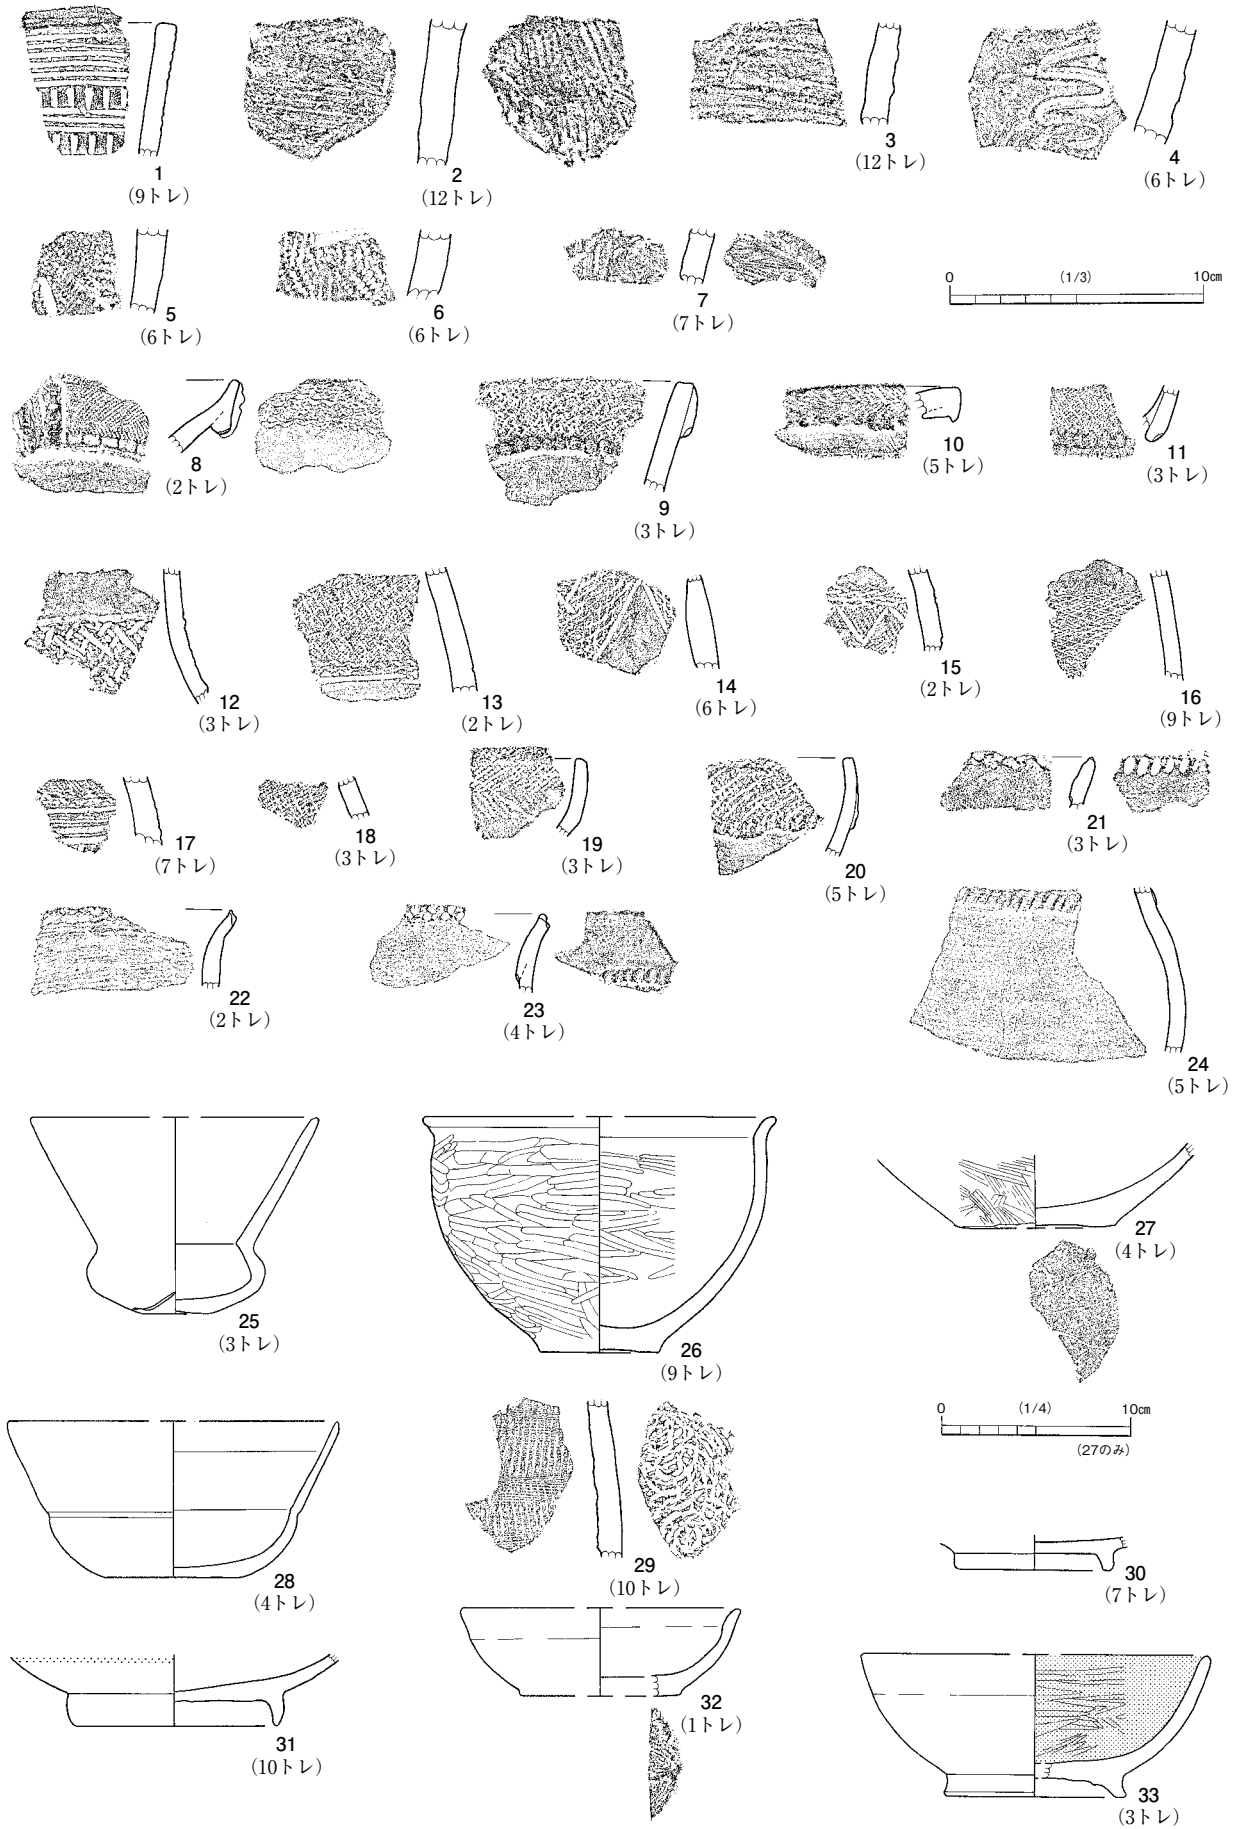 1
(9トレ)
2
(12トレ)
3
(12トレ)
4
(6トレ)
5
(6トレ)
6
(6トレ)
7
(7トレ)
0 (1/3) 10㎝
8
(2トレ)
9
(3トレ)
10
(5トレ)
11
(3トレ)
12
(3トレ)
13
(2トレ)
14
(6トレ)
15
(2トレ)
16
(9トレ)
17
(7トレ)
18
(3トレ)
19
(3トレ)
20
(5トレ)
21
(3トレ)
22
(2トレ)
23
(4トレ)
24
(5トレ)
25
(3トレ)
26
(9トレ)
27
(4トレ)
0 (1/4) 10㎝
(27のみ)
28
(4トレ)
29
(10トレ)
30
(7トレ)
31
(10トレ)
32
(1トレ)
33
(3トレ)